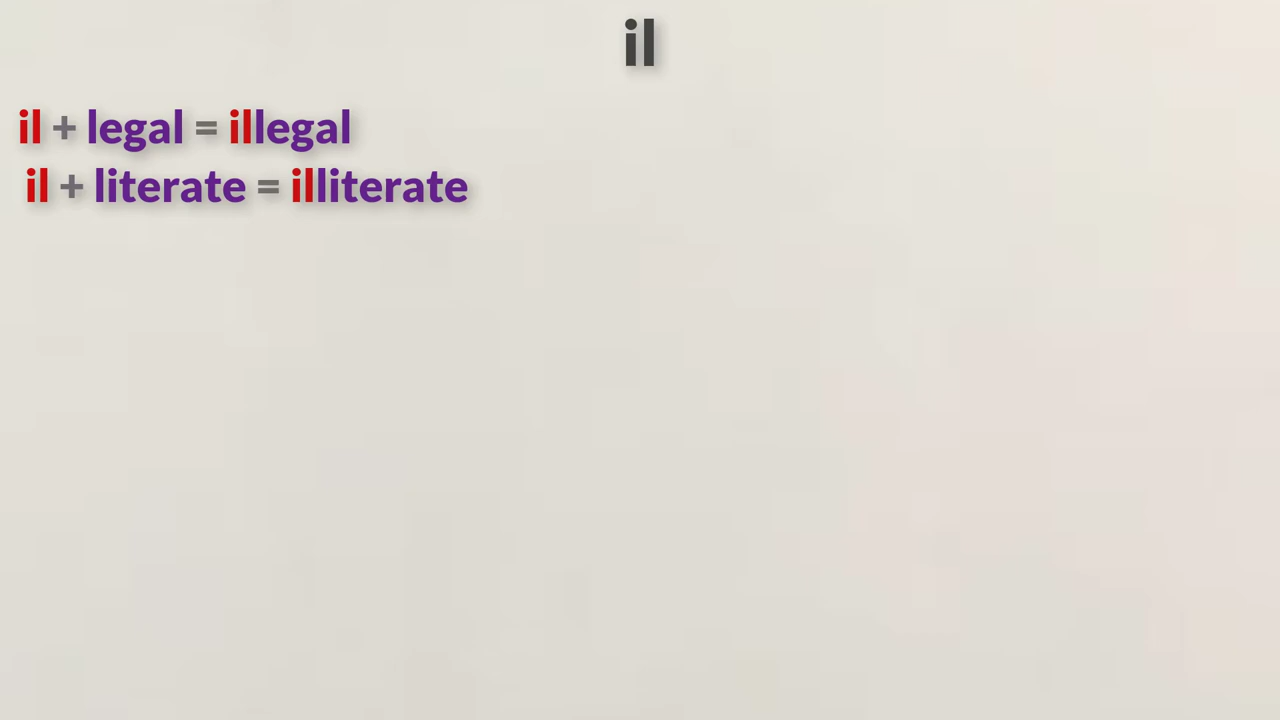 il
il + legal = illegal
il + literate = illiterate